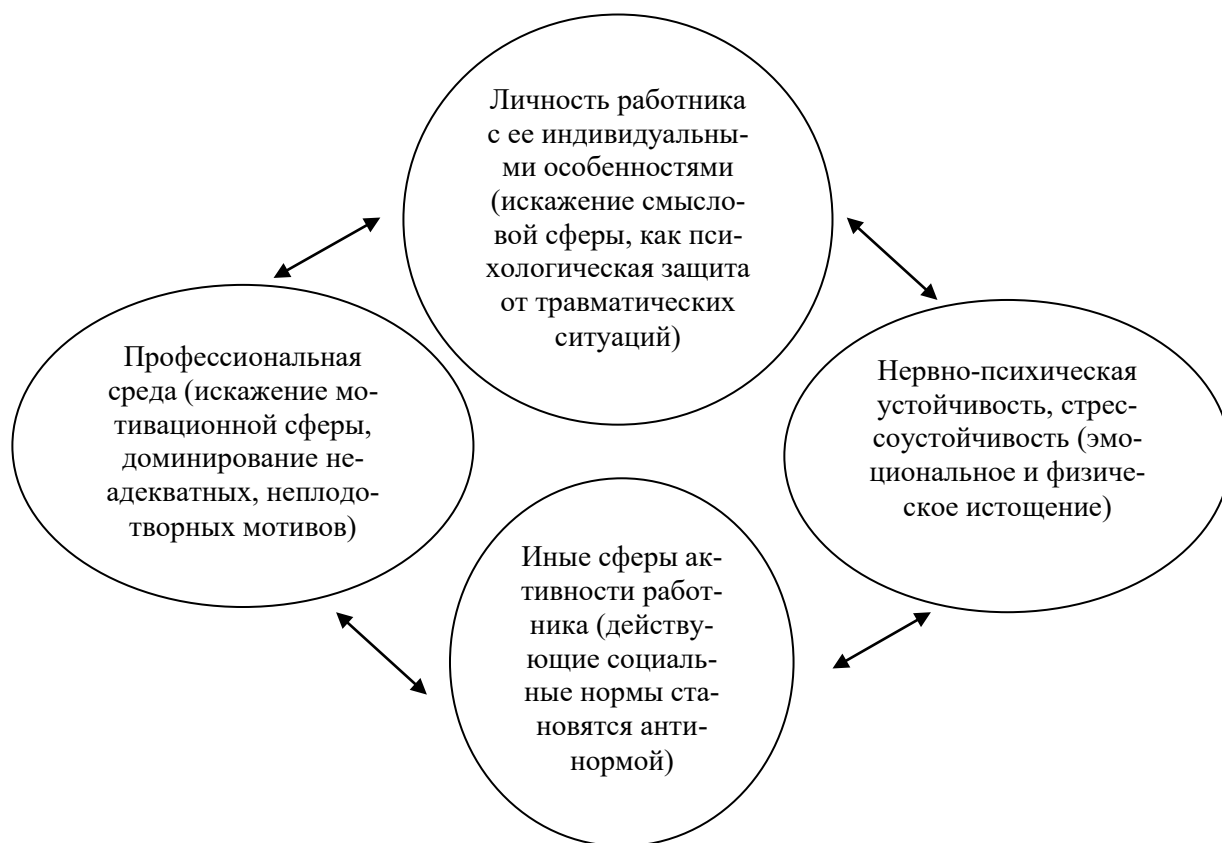 Личность работника
с ее индивидуальны-
ми особенностями
(искажение смысло-
вой сферы, как пси-
хологическая защита
от травматических
ситуаций)
Профессиональная
среда (искажение мо-
тивационной сферы,
доминирование не-
адекватных, неплодо-
творных мотивов)
Нервно-психическая
устойчивость, стрес-
соустойчивость (эмо-
циональное и физиче-
ское истощение)
Иные сферы ак-
тивности работ-
ника (действу-
ющие социаль-
ные нормы ста-
новятся анти-
нормой)